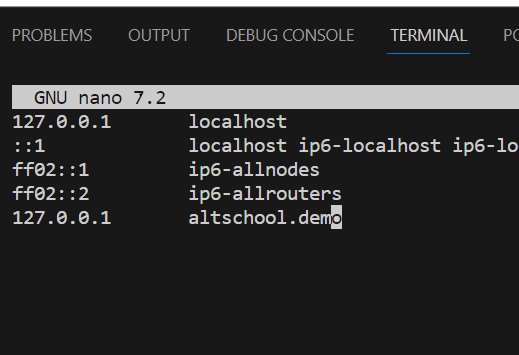 PROBLEMS OUTPUT DEBUG CONSOLE TERMINAL
GNU nano 7.2
127.0.0.1 localhost
::1 localhost ip6-localhost ip6-lo
ff02::1 ip6-allnodes
ff02::2 ip6-allrouters
127.0.0.1 altschool.demo